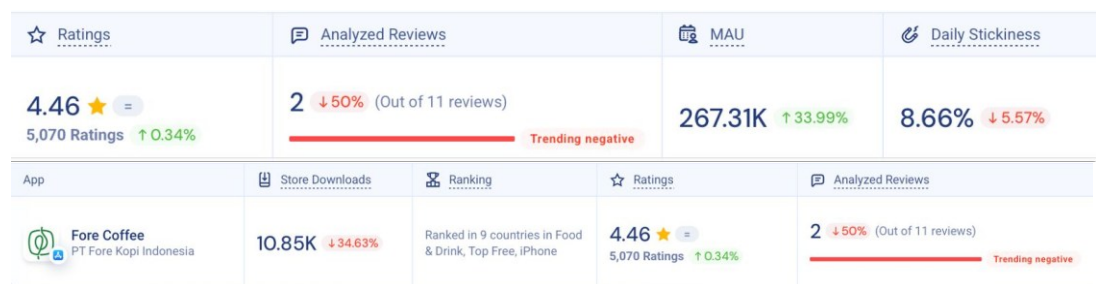 Ratings
Analyzed Reviews
MAU
Daily Stickiness
4.46 =
5,070 Ratings ↑ 0.34%
2 ↓ 50% (Out of 11 reviews)
Trending negative
267.31K ↑ 33.99%
8.66% ↓ 5.57%
App
Store Downloads
Ranking
Ratings
Analyzed Reviews
Fore Coffee
PT Fore Kopi Indonesia
10.85K ↓ 34.63%
Ranked in 9 countries in Food
& Drink, Top Free, iPhone
4.46 =
5,070 Ratings ↑ 0.34%
2 ↓ 50% (Out of 11 reviews)
Trending negative